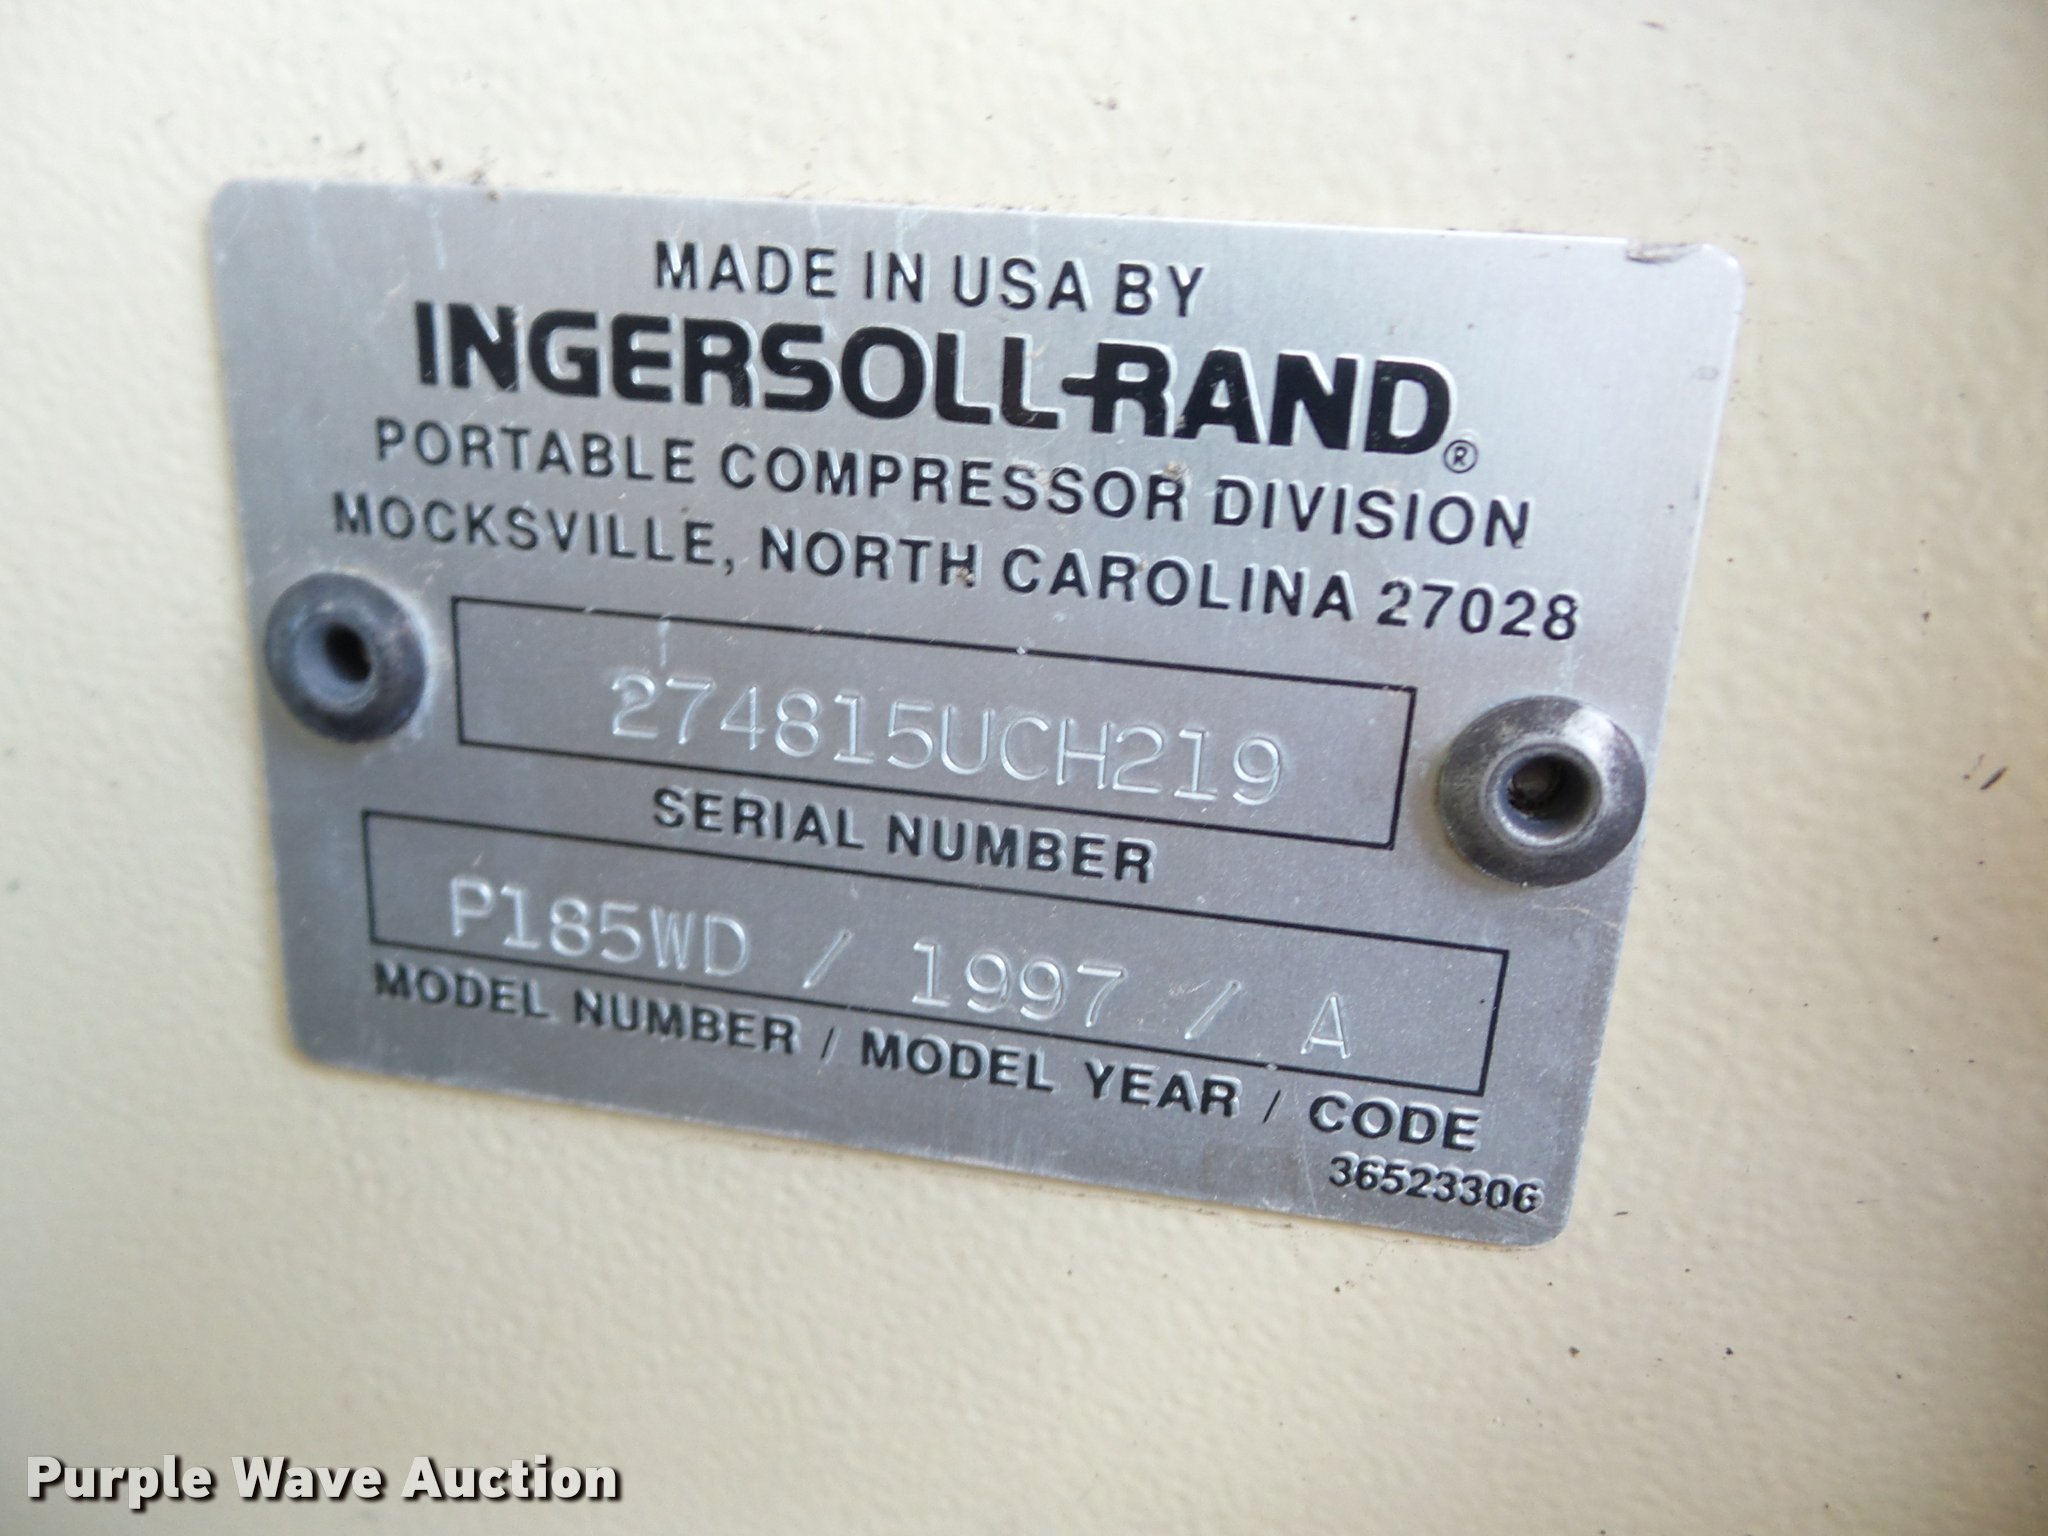 MADE IN USA BY
INGERSOLL-RAND®
PORTABLE COMPRESSOR DIVISION
MOCKSVILLE, NORTH CAROLINA 27028
274815UCH219
SERIAL NUMBER
P185WD / 1997 / A
MODEL NUMBER / MODEL YEAR / CODE
36523306
Purple Wave Auction